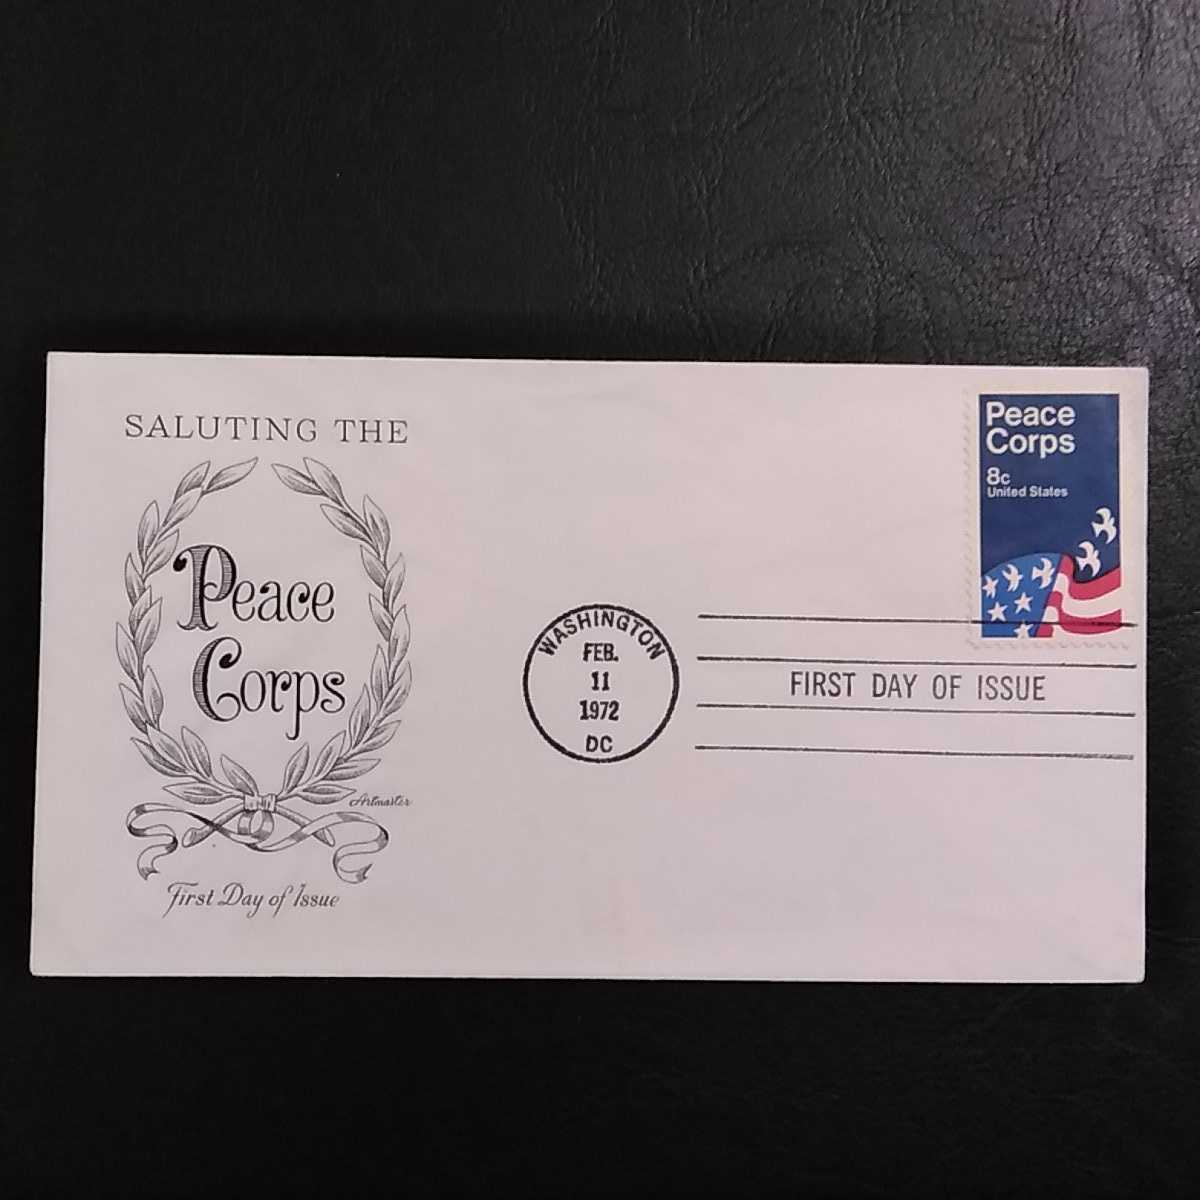 SALUTING THE
Peace
Corps
Artmaster
First Day of Issue
WASHINGTON
FEB.
11
1972
DC
FIRST DAY OF ISSUE
Peace
Corps
8c
United States